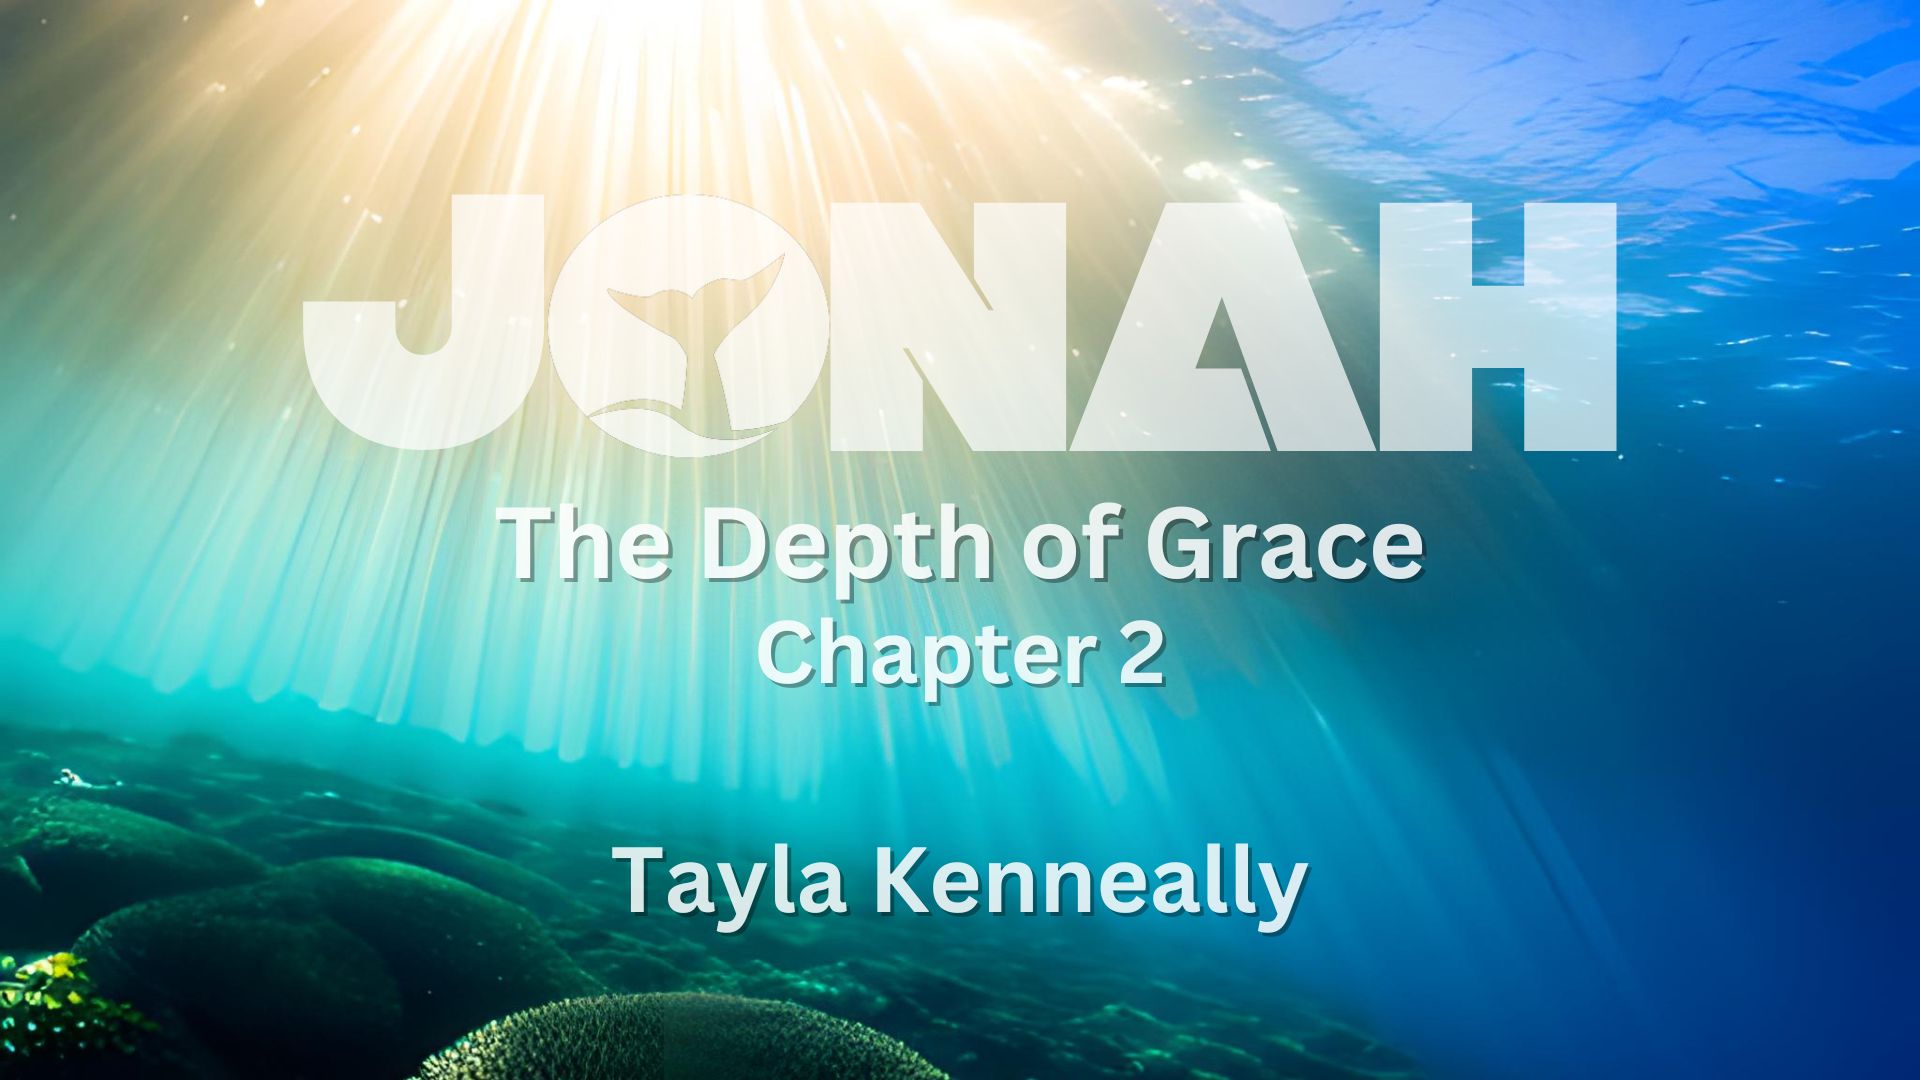 JONAH
The Depth of Grace
Chapter 2
Tayla Kenneally